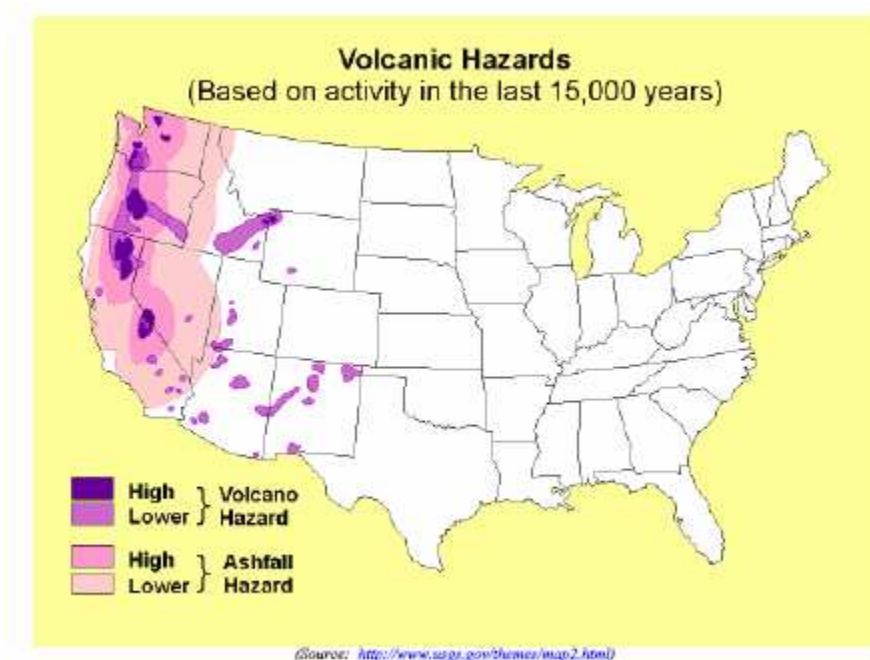 Volcanic Hazards
(Based on activity in the last 15,000 years)
High } Volcano
Lower Hazard
High } Ashfall
Lower Hazard
(Source: http://www.usgs.gov/themes/map2.html)